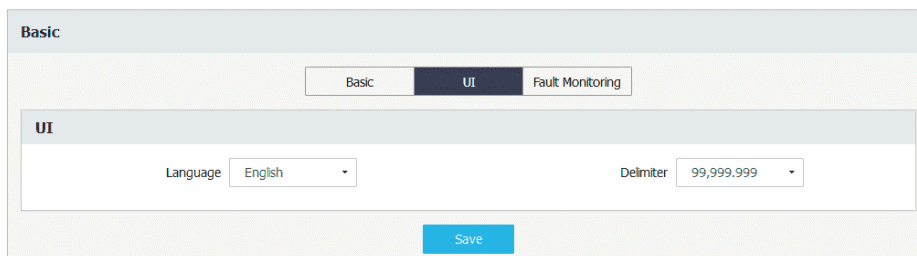 Basic
Basic UI Fault Monitoring
UI
Language English Delimiter 99,999.999
Save